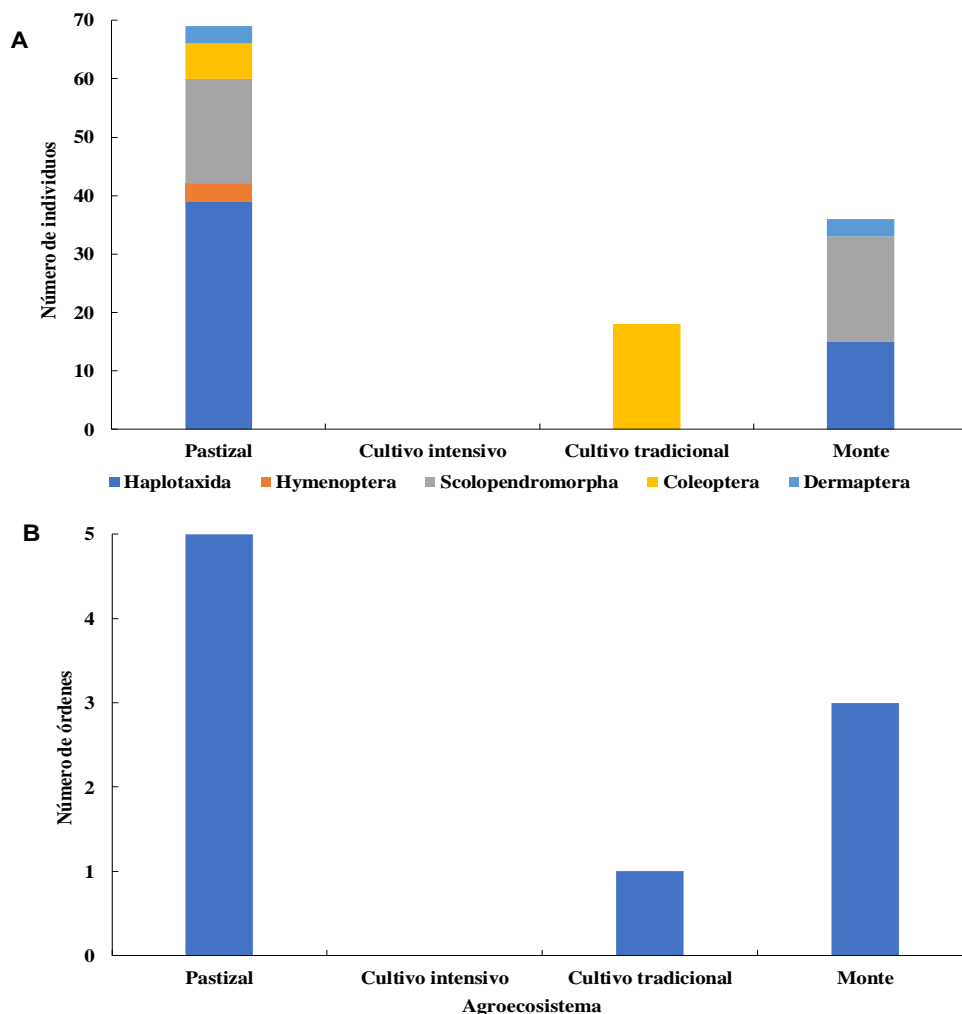 A
70
60
50
40
30
20
10
0
Número de individuos
Pastizal Cultivo intensivo Cultivo tradicional Monte
Haplotaxida Hymenoptera Scolopendromorpha Coleoptera Dermaptera
B
5
4
3
2
1
0
Número de órdenes
Pastizal Cultivo intensivo Cultivo tradicional Monte
Agroecosistema